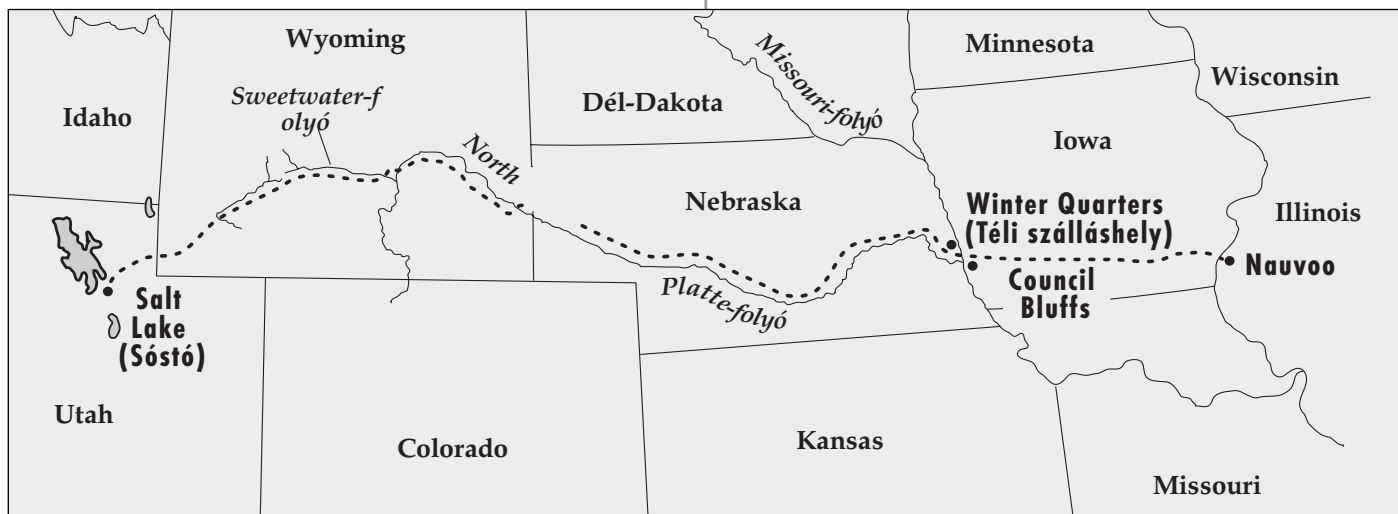 Wyoming
Minnesota
Wisconsin
Idaho
Sweetwater-f
olyó
Dél-Dakota
Missouri-folyó
Iowa
North
Nebraska
Winter Quarters
(Téli szálláshely)
Illinois
Nauvoo
Council
Bluffs
Platte-folyó
Salt
Lake
(Sóstó)
Utah
Colorado
Kansas
Missouri